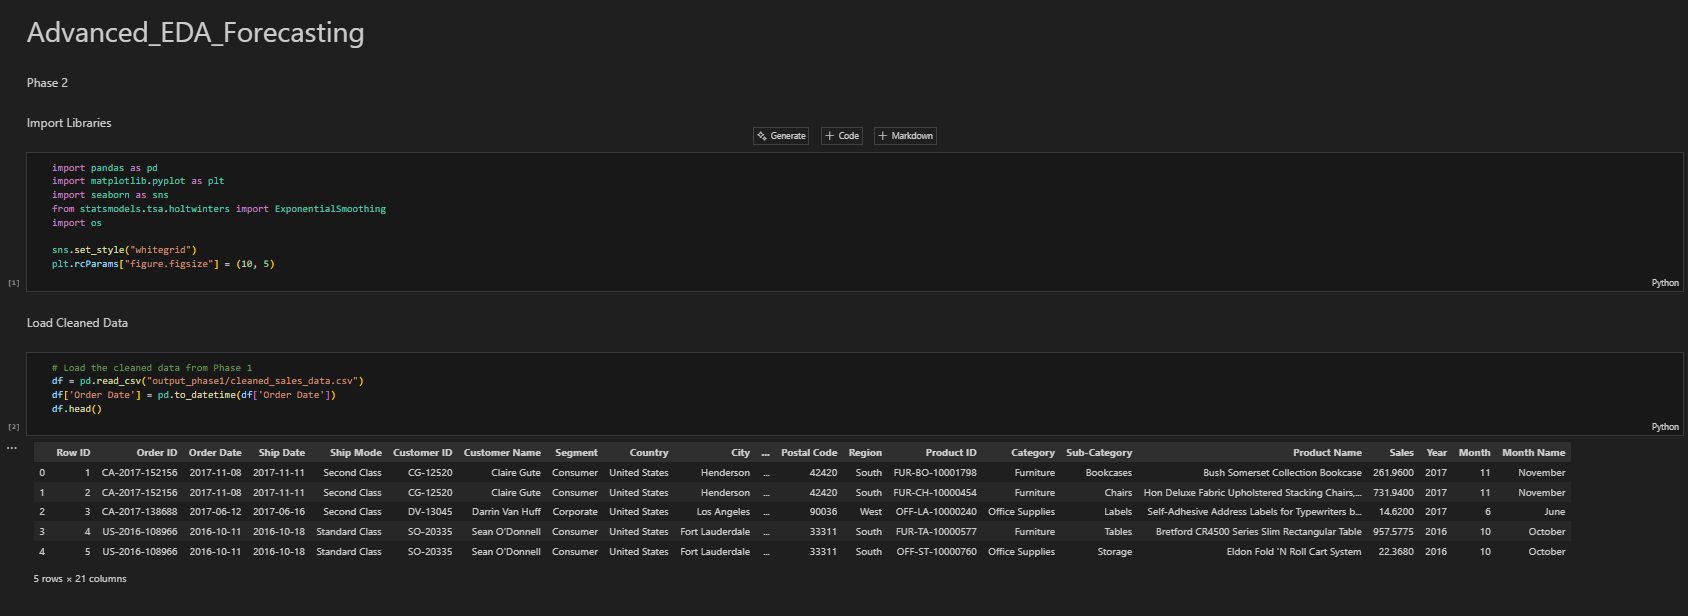 Advanced_EDA_Forecasting
Phase 2
Import Libraries
Generate + Code + Markdown
import pandas as pd
import matplotlib.pyplot as plt
import seaborn as sns
from statsmodels.tsa.holtwinters import ExponentialSmoothing
import os
sns.set_style("whitegrid")
plt.rcParams["figure.figsize"] = (10, 5)
[1]
Python
Load Cleaned Data
# Load the cleaned data from Phase 1
df = pd.read_csv("output_phase1/cleaned_sales_data.csv")
df['Order Date'] = pd.to_datetime(df['Order Date'])
df.head()
[2]
Python
...
Row ID Order ID Order Date Ship Date Ship Mode Customer ID Customer Name Segment Country City ... Postal Code Region Product ID Category Sub-Category Product Name Sales Year Month Month Name
0 1 CA-2017-152156 2017-11-08 2017-11-11 Second Class CG-12520 Claire Gute Consumer United States Henderson ... 42420 South FUR-BO-10001798 Furniture Bookcases Bush Somerset Collection Bookcase 261.9600 2017 11 November
1 2 CA-2017-152156 2017-11-08 2017-11-11 Second Class CG-12520 Claire Gute Consumer United States Henderson ... 42420 South FUR-CH-10000454 Furniture Chairs Hon Deluxe Fabric Upholstered Stacking Chairs,... 731.9400 2017 11 November
2 3 CA-2017-138688 2017-06-12 2017-06-16 Second Class DV-13045 Darrin Van Huff Corporate United States Los Angeles ... 90036 West OFF-LA-10000240 Office Supplies Labels Self-Adhesive Address Labels for Typewriters b... 14.6200 2017 6 June
3 4 US-2016-108966 2016-10-11 2016-10-18 Standard Class SO-20335 Sean O'Donnell Consumer United States Fort Lauderdale ... 33311 South FUR-TA-10000577 Furniture Tables Bretford CR4500 Series Slim Rectangular Table 957.5775 2016 10 October
4 5 US-2016-108966 2016-10-11 2016-10-18 Standard Class SO-20335 Sean O'Donnell Consumer United States Fort Lauderdale ... 33311 South OFF-ST-10000760 Office Supplies Storage Eldon Fold 'N Roll Cart System 22.3680 2016 10 October
5 rows × 21 columns